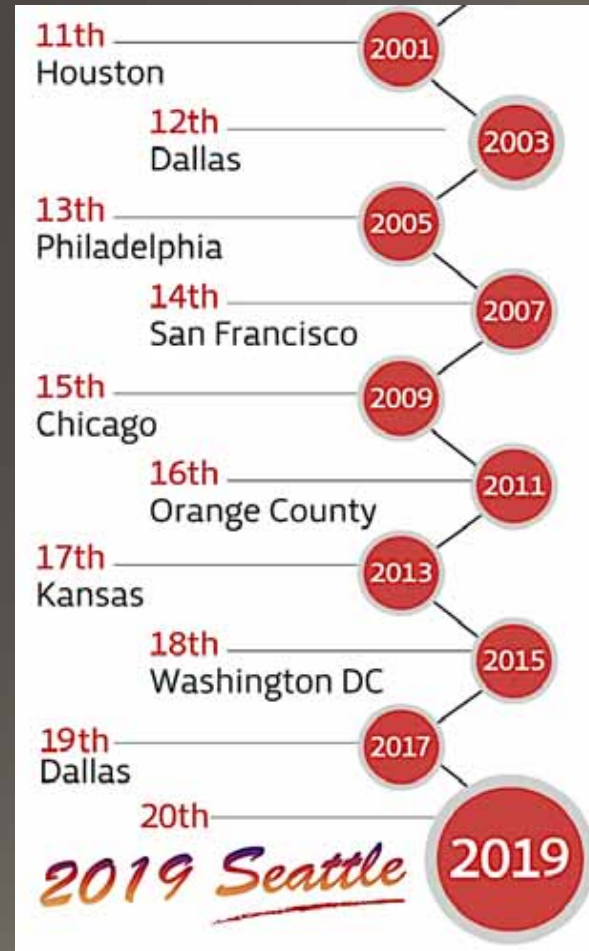 11th
2001
Houston
12th
2003
Dallas
13th
2005
Philadelphia
14th
2007
San Francisco
15th
2009
Chicago
16th
2011
Orange County
17th
2013
Kansas
18th
2015
Washington DC
19th
2017
Dallas
20th
2019
2019 Seattle